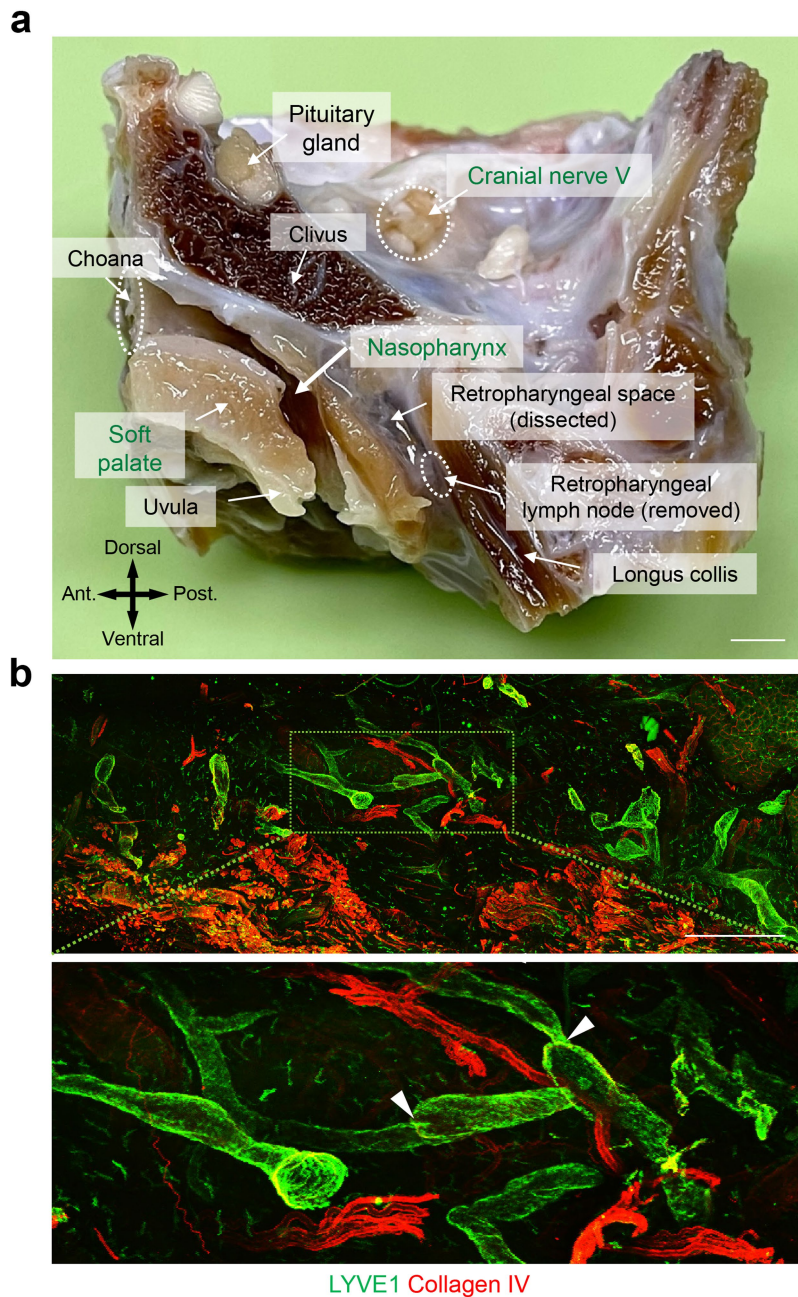 a
Pituitary
gland
Cranial nerve V
Clivus
Choana
Nasopharynx
Retropharyngeal space
(dissected)
Soft
palate
Retropharyngeal
lymph node (removed)
Uvula
Dorsal
Longus collis
Ant.
Post.
Ventral
b
LYVE1 Collagen IV